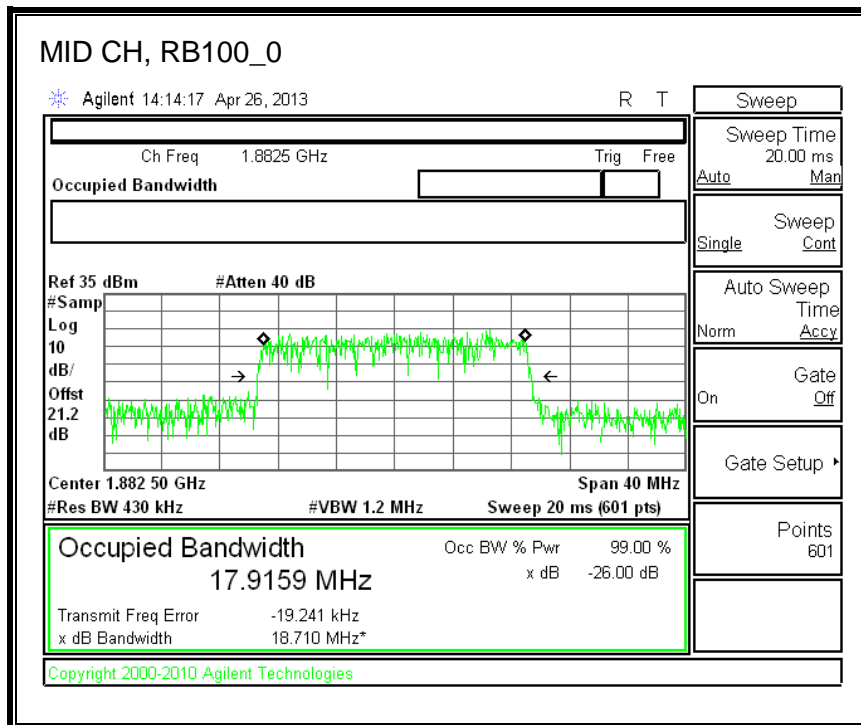 MID CH, RB100_0
Agilent 14:14:17 Apr 26, 2013 R T
Ch Freq 1.8825 GHz Trig Free
Occupied Bandwidth
Ref 35 dBm #Atten 40 dB
#Samp
Log
10
dB/
Offst
21.2
dB
Center 1.882 50 GHz Span 40 MHz
#Res BW 430 kHz #VBW 1.2 MHz Sweep 20 ms (601 pts)
Occupied Bandwidth
17.9159 MHz
Occ BW % Pwr 99.00 %
x dB -26.00 dB
Transmit Freq Error -19.241 kHz
x dB Bandwidth 18.710 MHz*
Copyright 2000-2010 Agilent Technologies
Sweep
Sweep Time
20.00 ms
Auto Man
Sweep
Single Cont
Auto Sweep
Time
Norm Accy
Gate
On Off
Gate Setup
Points
601